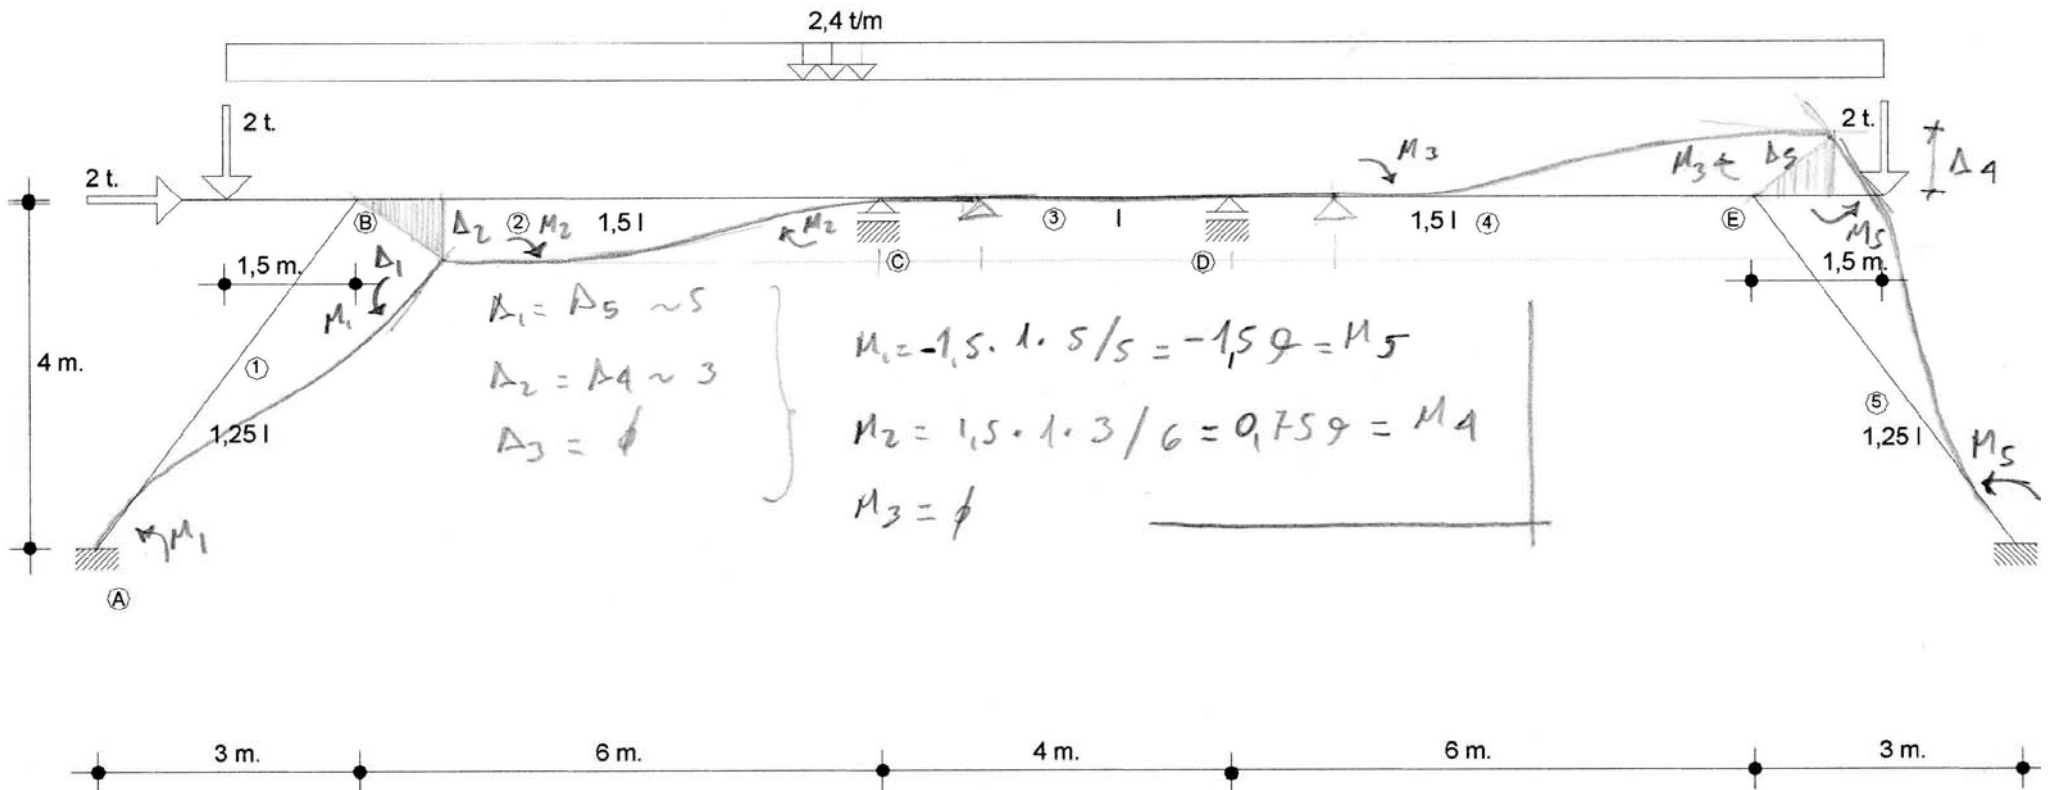 2,4 t/m
2 t.
2 t.
2 t.
Δ4
M3
M3
Δ5
M5
B
Δ2
2
M2
1,5 l
M2
3
l
1,5 l
4
E
C
D
1,5 m.
1,5 m.
Δ1
M1
4 m.
1
1,25 l
M1
A
Δ1 = Δ5 ~ 5
Δ2 = Δ4 ~ 3
Δ3 = ϕ
M1 = -1,5 · 1 · 5/5 = -1,5 φ = M5
M2 = 1,5 · 1 · 3/6 = 0,75 φ = M4
M3 = ϕ
5
1,25 l
M5
3 m.
6 m.
4 m.
6 m.
3 m.